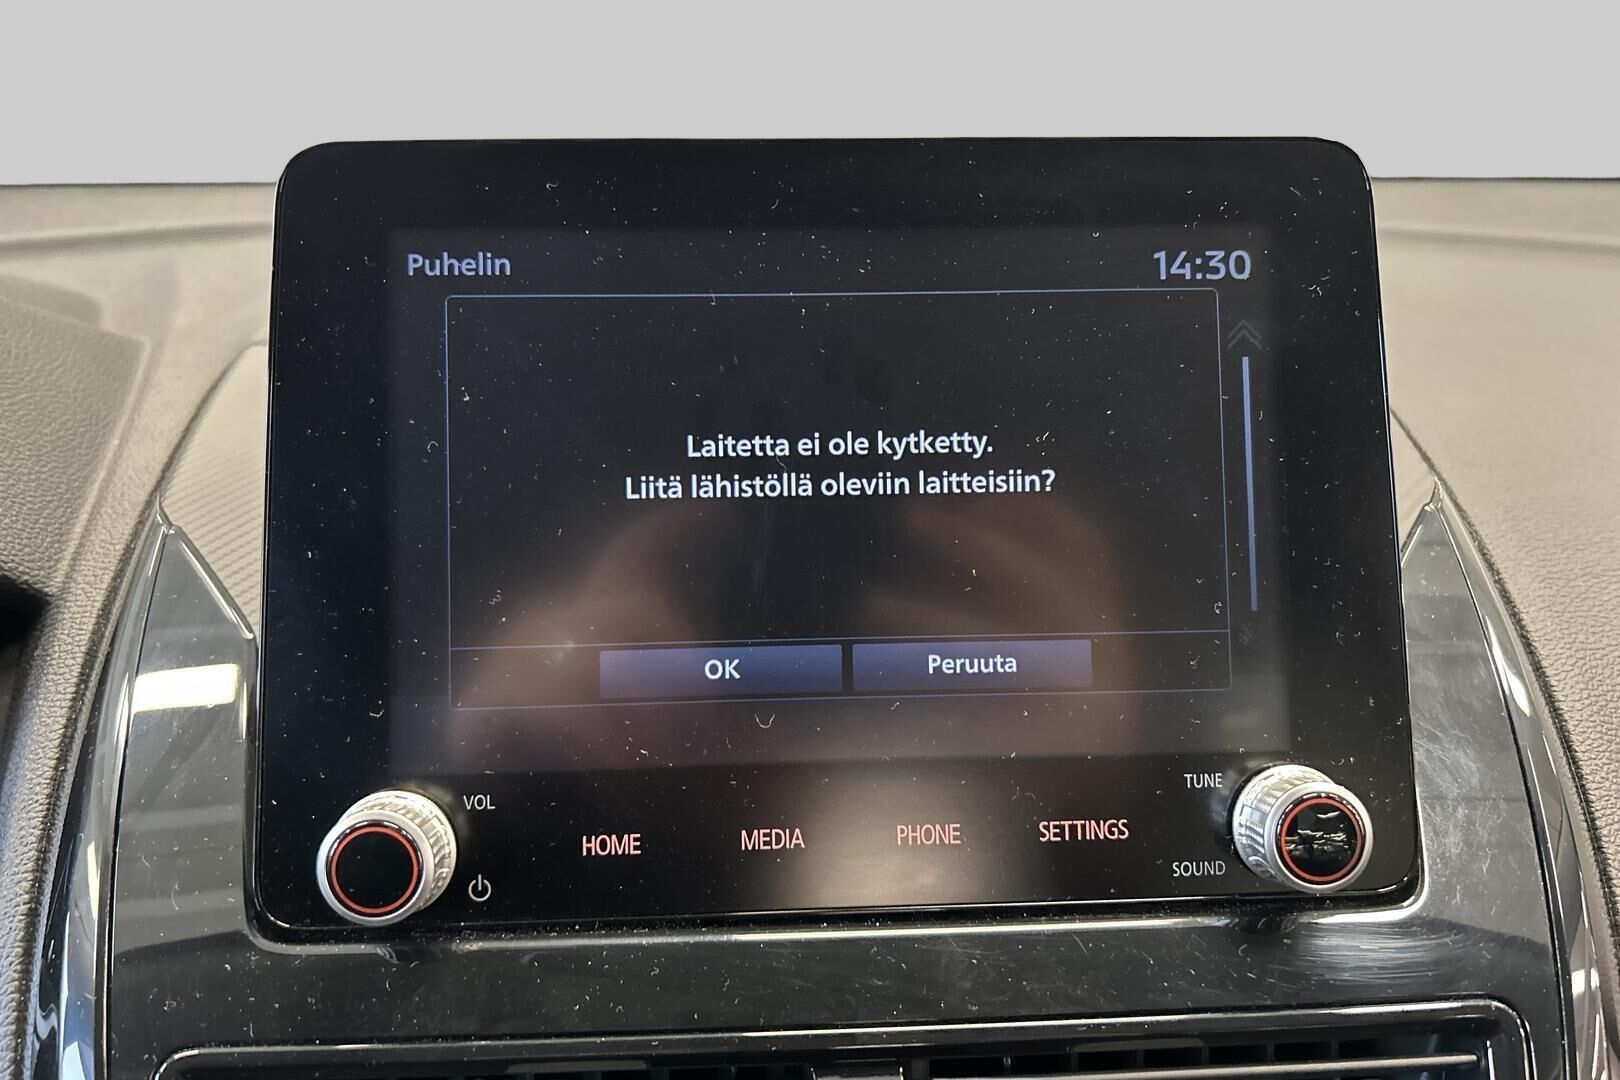 Puhelin
14:30
Laitetta ei ole kytketty.
Liitä lähistöllä oleviin laitteisiin?
OK
Peruuta
VOL
TUNE
HOME
MEDIA
PHONE
SETTINGS
SOUND